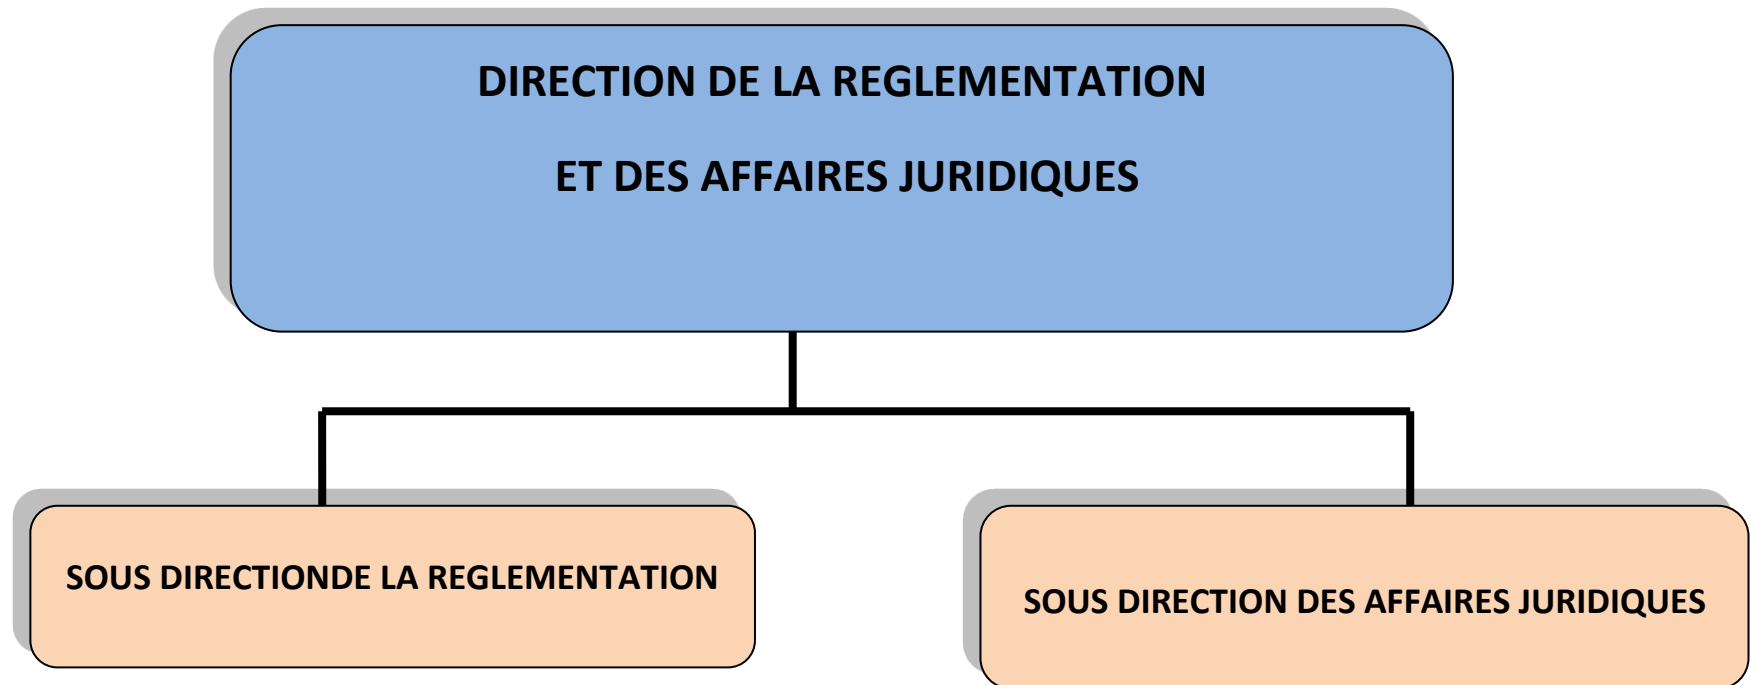 DIRECTION DE LA REGLEMENTATION
ET DES AFFAIRES JURIDIQUES
SOUS DIRECTIONDE LA REGLEMENTATION
SOUS DIRECTION DES AFFAIRES JURIDIQUES